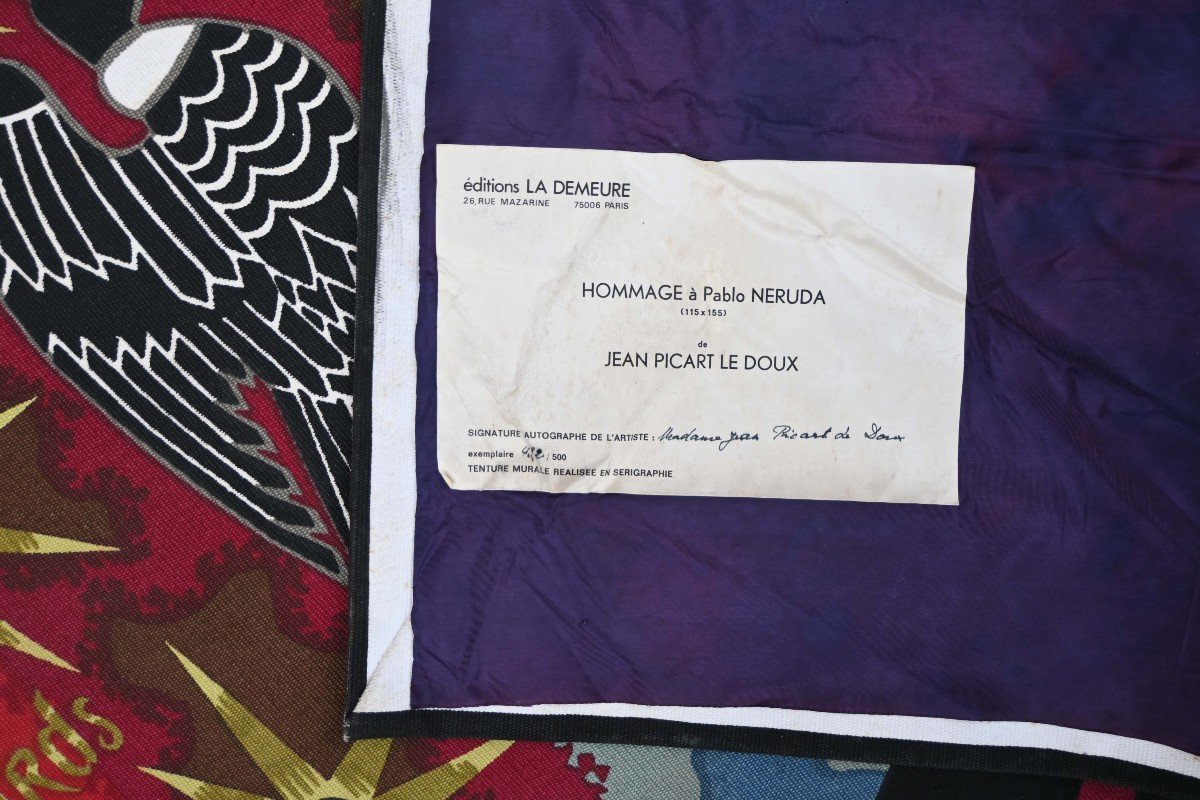 éditions LA DEMEURE
26, RUE MAZARINE 75006 PARIS
HOMMAGE à Pablo NERUDA
(115 x 155)
de
JEAN PICART LE DOUX
SIGNATURE AUTOGRAPHE DE L'ARTISTE : Madame Jean Picart le Doux
exemplaire / 500
TENTURE MURALE REALISEE EN SERIGRAPHIE